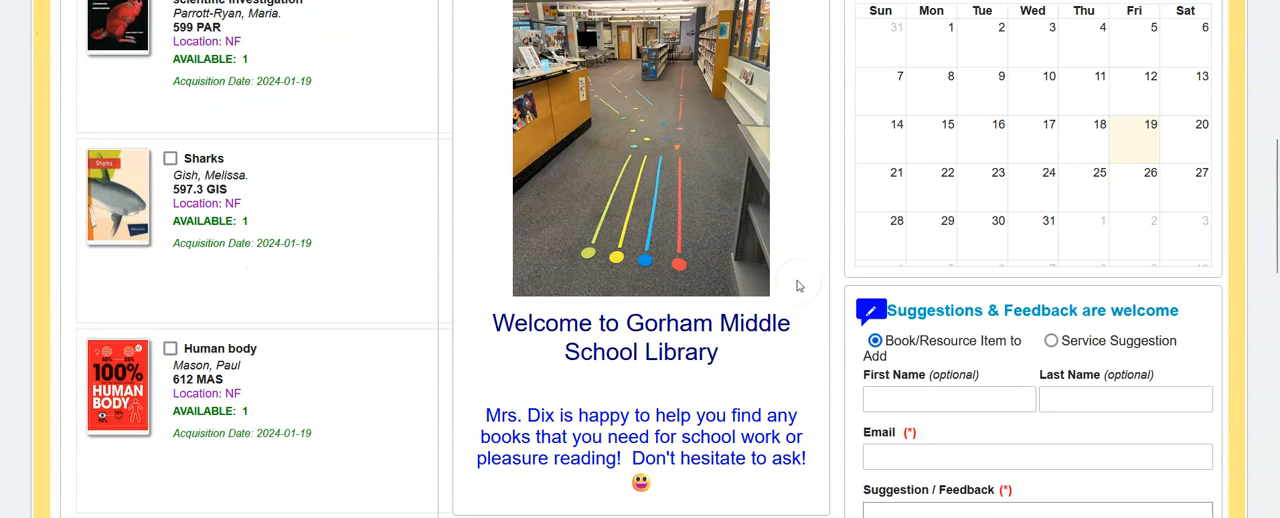 scientific investigation
Parrott-Ryan, Maria.
599 PAR
Location: NF
AVAILABLE: 1
Acquisition Date: 2024-01-19
Sharks
Sharks
Gish, Melissa.
597.3 GIS
Location: NF
AVAILABLE: 1
Acquisition Date: 2024-01-19
100%
HUMAN
BODY
Human body
Mason, Paul
612 MAS
Location: NF
AVAILABLE: 1
Acquisition Date: 2024-01-19
Welcome to Gorham Middle
School Library
Mrs. Dix is happy to help you find any
books that you need for school work or
pleasure reading! Don't hesitate to ask!
Sun Mon Tue Wed Thu Fri Sat
31 1 2 3 4 5 6
7 8 9 10 11 12 13
14 15 16 17 18 19 20
21 22 23 24 25 26 27
28 29 30 31 1 2 3
Suggestions & Feedback are welcome
Book/Resource Item to Service Suggestion
Add
First Name (optional) Last Name (optional)
Email (*)
Suggestion / Feedback (*)